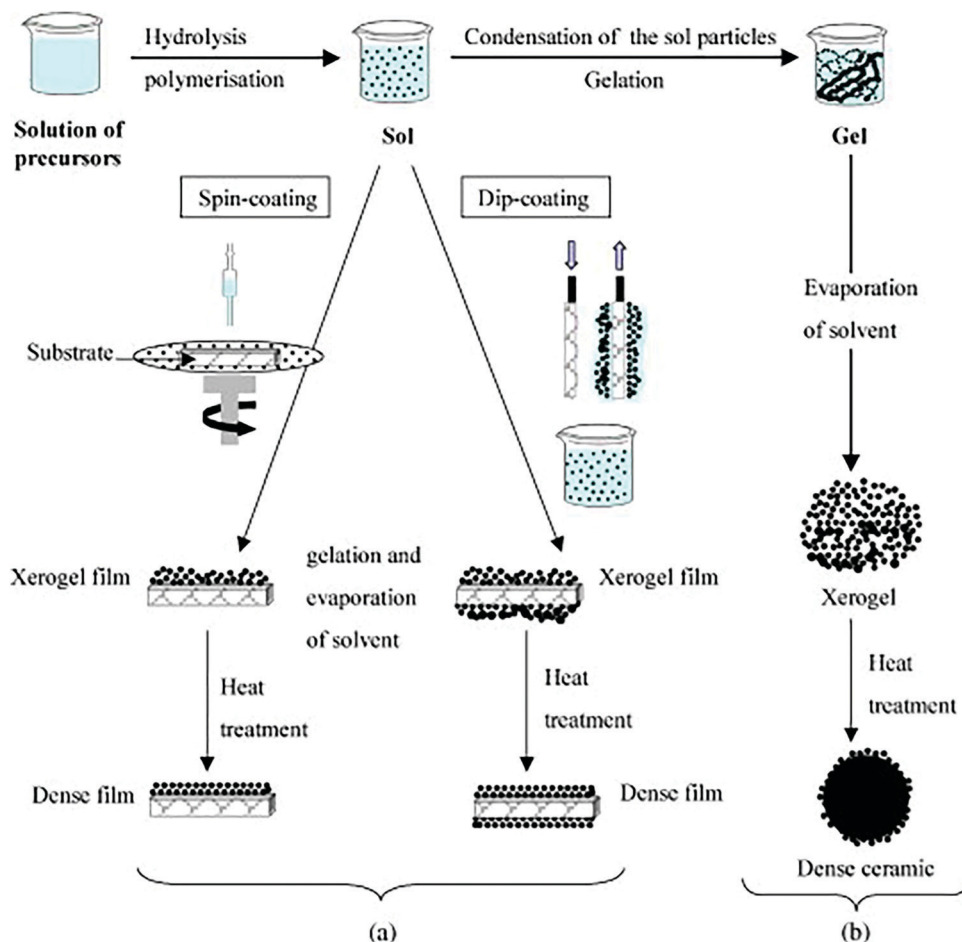 Hydrolysis
polymerisation
Condensation of the sol particles
Gelation
Solution of
precursors
Sol
Gel
Spin-coating
Dip-coating
Substrate
Evaporation
of solvent
Xerogel film
gelation and
evaporation
of solvent
Xerogel film
Xerogel
Heat
treatment
Heat
treatment
Heat
treatment
Dense film
Dense film
Dense ceramic
(a)
(b)